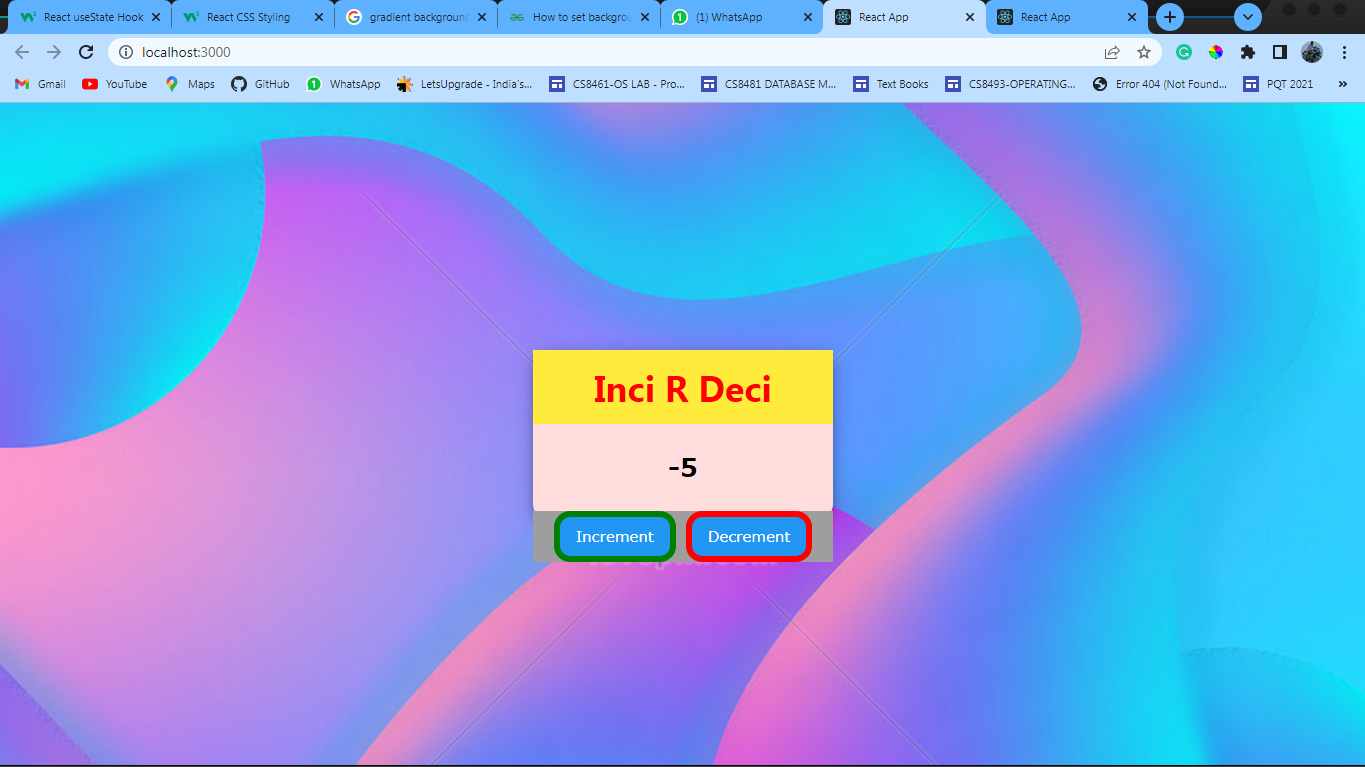 React useState Hook
React CSS Styling
gradient background
How to set backgrou
(1) WhatsApp
React App
React App
localhost:3000
Gmail
YouTube
Maps
GitHub
WhatsApp
LetsUpgrade - India's...
CS8461-OS LAB - Pro...
CS8481 DATABASE M...
Text Books
CS8493-OPERATING...
Error 404 (Not Found...
PQT 2021
Inci R Deci
-5
Increment
Decrement